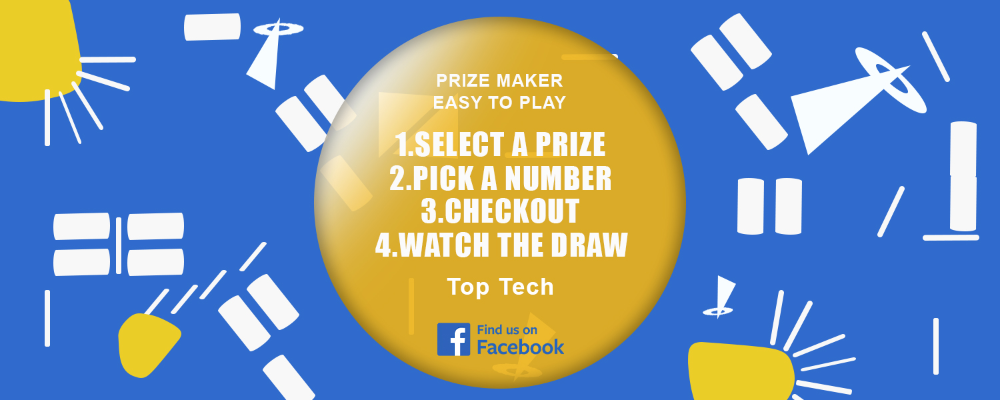 PRIZE MAKER
EASY TO PLAY
1.SELECT A PRIZE
2.PICK A NUMBER
3.CHECKOUT
4.WATCH THE DRAW
Top Tech
f Find us on
Facebook